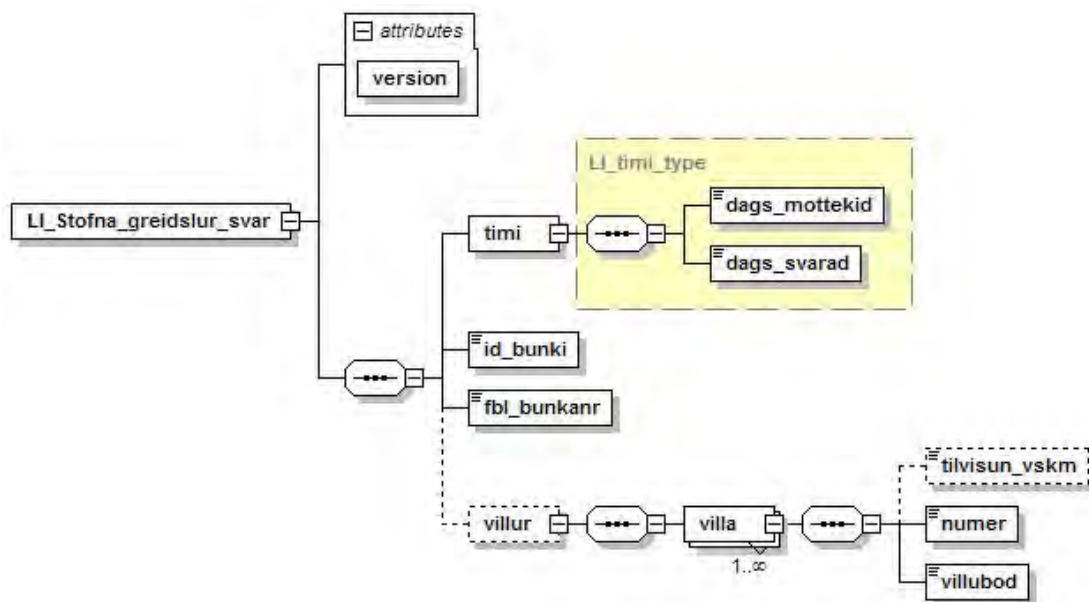 attributes
version
LI_timi_type
LI_Stofna_greidslur_svar
timi
dags_mottekid
dags_svarad
id_bunki
fbl_bunkanr
villur
villa
1..∞
tilvisun_vskm
numer
villubod